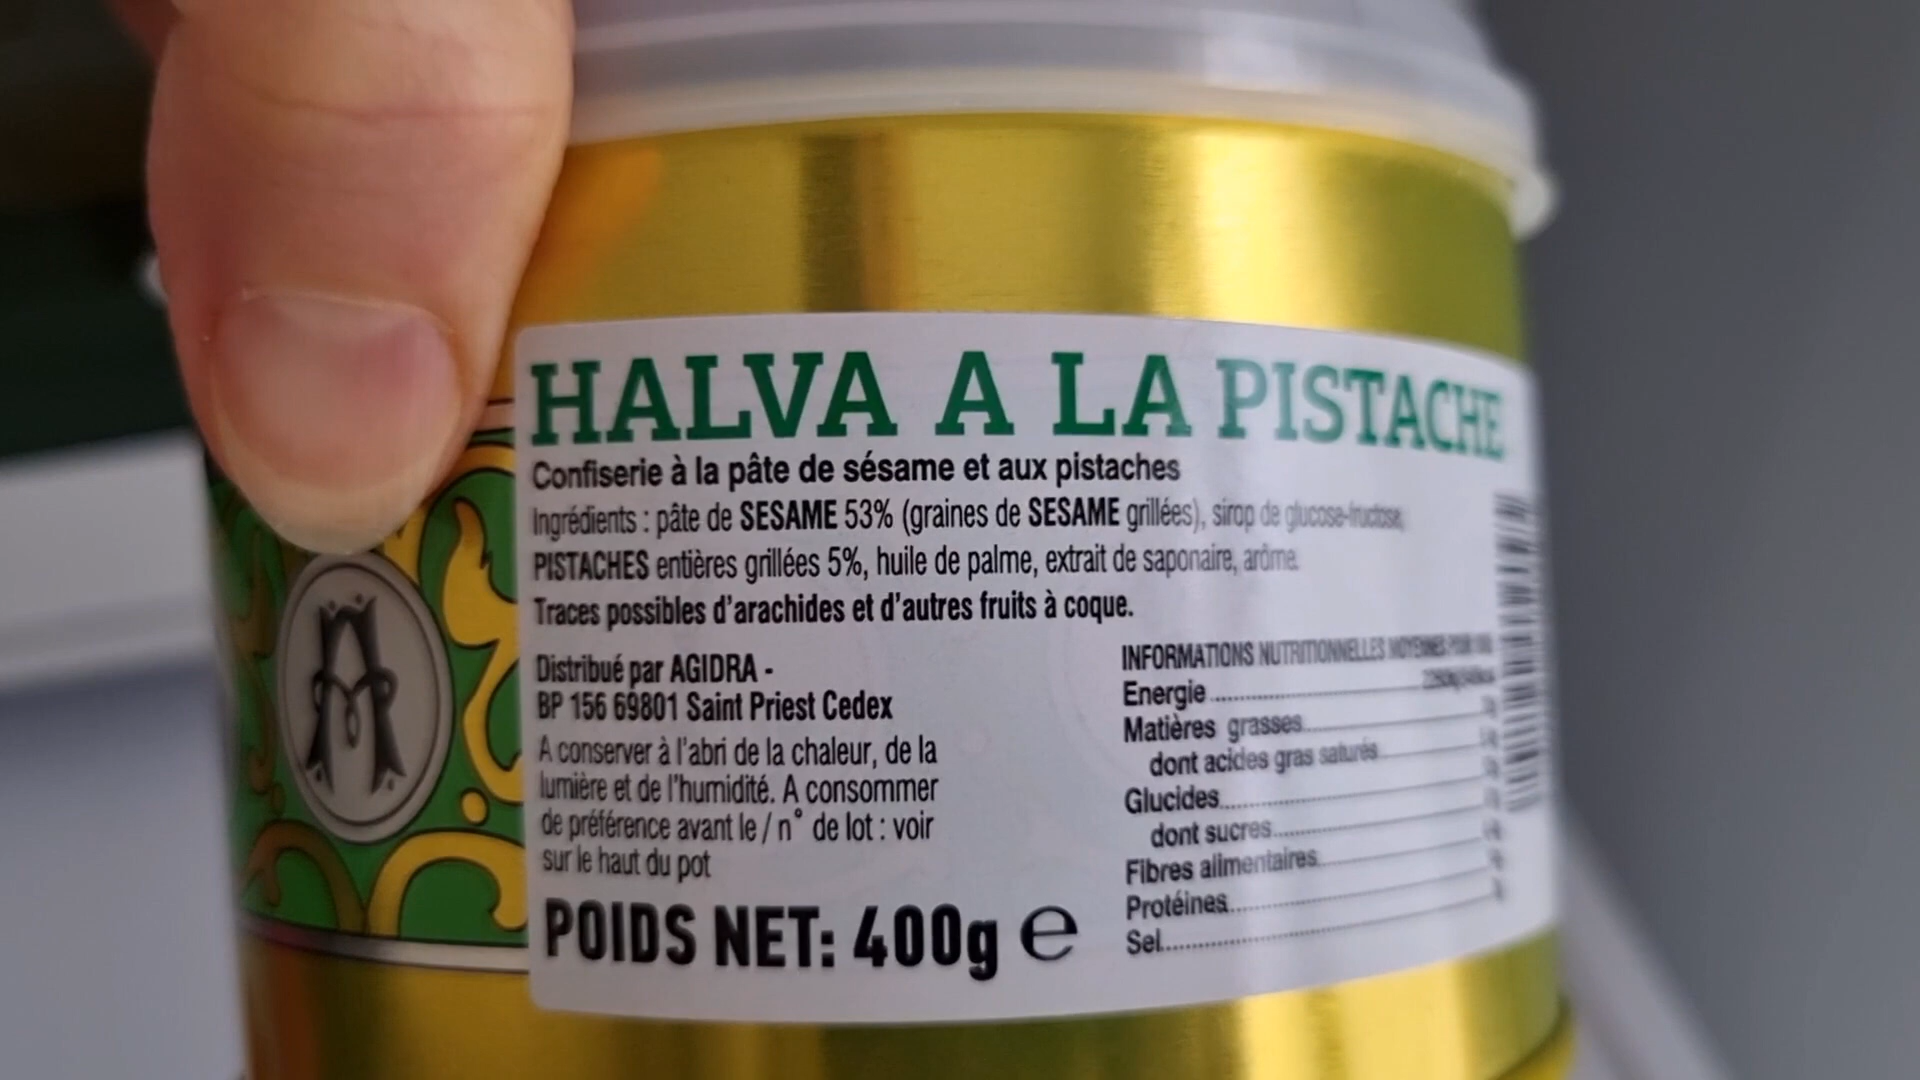 HALVA A LA PISTACHE
Confiserie à la pâte de sésame et aux pistaches
Ingrédients : pâte de SESAME 53% (graines de SESAME grillées), sirop de glucose-fructose,
PISTACHES entières grillées 5%, huile de palme, extrait de saponaire, arôme.
Traces possibles d'arachides et d'autres fruits à coque.
Distribué par AGIDRA -
BP 156 69801 Saint Priest Cedex
A conserver à l'abri de la chaleur, de la
lumière et de l'humidité. A consommer
de préférence avant le / n° de lot : voir
sur le haut du pot
POIDS NET: 400g e
INFORMATIONS NUTRITIONNELLES MOYENNES POUR
Energie
Matières grasses
dont acides gras saturés
Glucides
dont sucres
Fibres alimentaires
Protéines
Sel